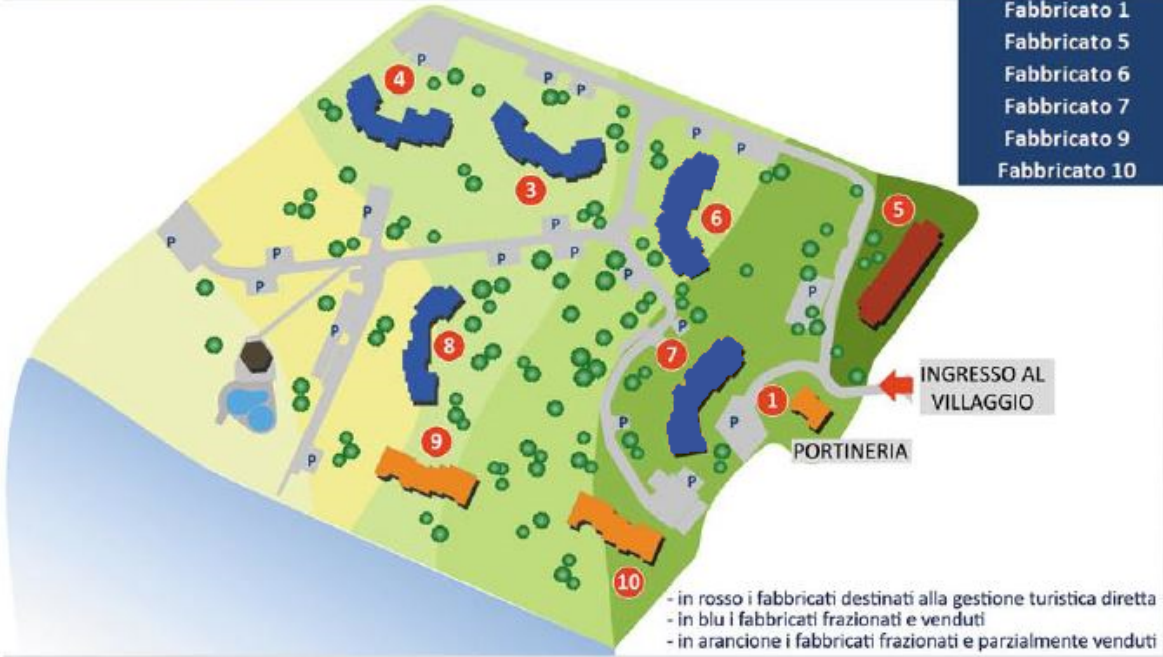 Fabbricato 1
Fabbricato 5
Fabbricato 6
Fabbricato 7
Fabbricato 9
Fabbricato 10
P
4
P
P
P
P
3
6
5
P
P
P
P
P
P
P
P
P
P
P
8
7
INGRESSO AL
VILLAGGIO
1
P
P
9
PORTINERIA
P
P
10
- in rosso i fabbricati destinati alla gestione turistica diretta
- in blu i fabbricati frazionati e venduti
- in arancione i fabbricati frazionati e parzialmente venduti